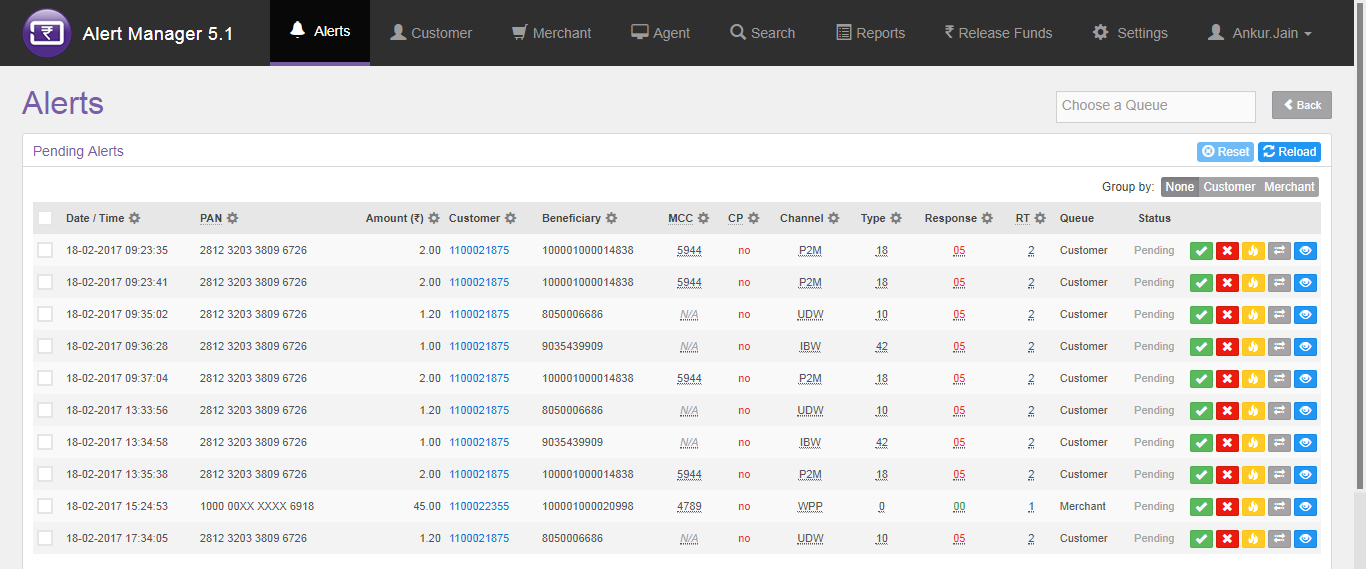 Alert Manager 5.1 Alerts Customer Merchant Agent Search Reports ₹ Release Funds Settings Ankur.Jain
Alerts Choose a Queue Back
Pending Alerts Reset Reload
Group by: None Customer Merchant
Date / Time PAN Amount (₹) Customer Beneficiary MCC CP Channel Type Response RT Queue Status
18-02-2017 09:23:35 2812 3203 3809 6726 2.00 1100021875 100001000014838 5944 no P2M 18 05 2 Customer Pending
18-02-2017 09:23:41 2812 3203 3809 6726 2.00 1100021875 100001000014838 5944 no P2M 18 05 2 Customer Pending
18-02-2017 09:35:02 2812 3203 3809 6726 1.20 1100021875 8050006686 N/A no UDW 10 05 2 Customer Pending
18-02-2017 09:36:28 2812 3203 3809 6726 1.00 1100021875 9035439909 N/A no IBW 42 05 2 Customer Pending
18-02-2017 09:37:04 2812 3203 3809 6726 2.00 1100021875 100001000014838 5944 no P2M 18 05 2 Customer Pending
18-02-2017 13:33:56 2812 3203 3809 6726 1.20 1100021875 8050006686 N/A no UDW 10 05 2 Customer Pending
18-02-2017 13:34:58 2812 3203 3809 6726 1.00 1100021875 9035439909 N/A no IBW 42 05 2 Customer Pending
18-02-2017 13:35:38 2812 3203 3809 6726 2.00 1100021875 100001000014838 5944 no P2M 18 05 2 Customer Pending
18-02-2017 15:24:53 1000 00XX XXXX 6918 45.00 1100022355 100001000020998 4789 no WPP 0 00 1 Merchant Pending
18-02-2017 17:34:05 2812 3203 3809 6726 1.20 1100021875 8050006686 N/A no UDW 10 05 2 Customer Pending